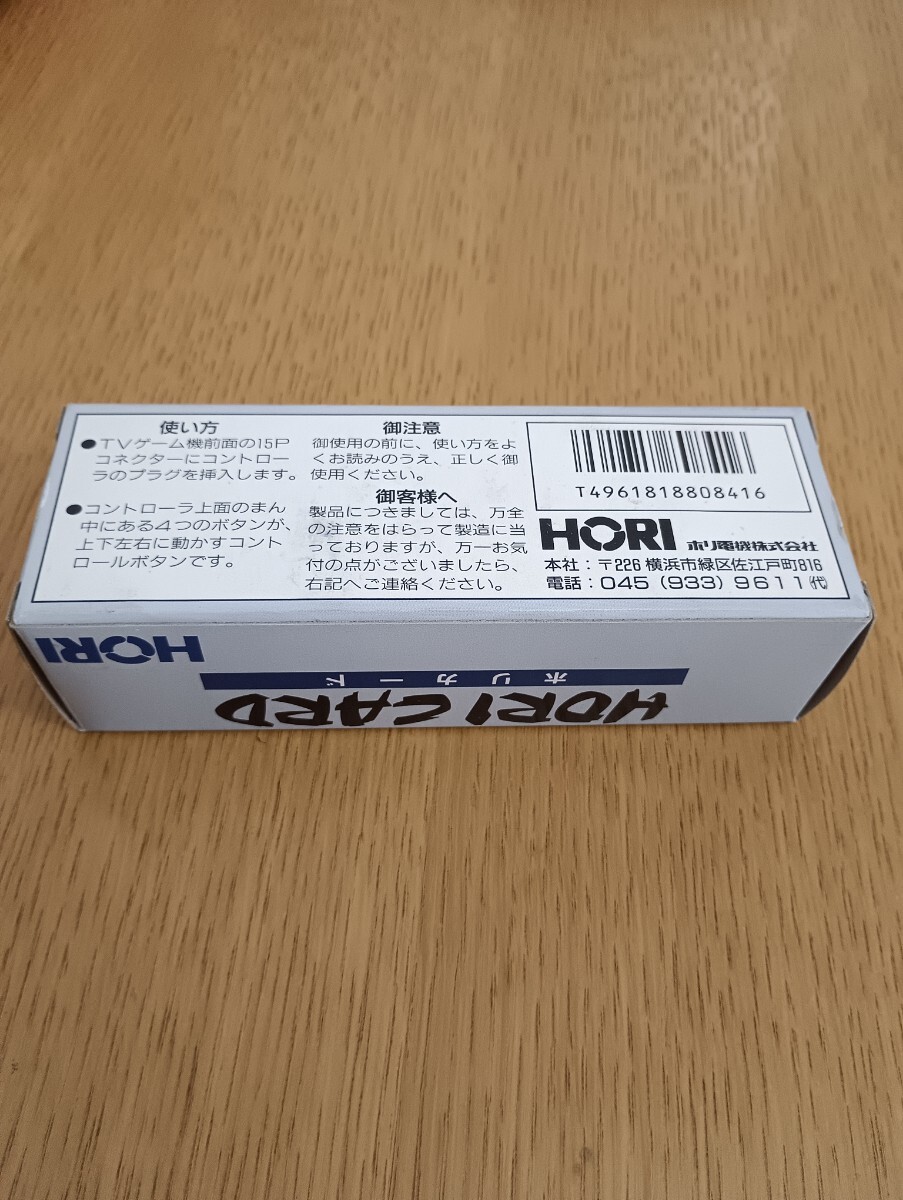 使い方
●TVゲーム機前面の15P
コネクターにコントロー
ラのプラグを挿入します。
●コントローラ上面のまん
中にある4つのボタンが、
上下左右に動かすコント
ロールボタンです。
御注意
御使用の前に、使い方をよ
くお読みのうえ、正しく御
使用ください。
御客様へ
製品につきましては、万全
の注意をはらって製造に当
っておりますが、万一お気
付の点がございましたら、
右記へご連絡ください。
T4961818808416
HORI ホリ電機株式会社
本社：〒226 横浜市緑区佐江戸町816
電話：045（933）9611㈹
HORI
ホリカード
HORI CARD